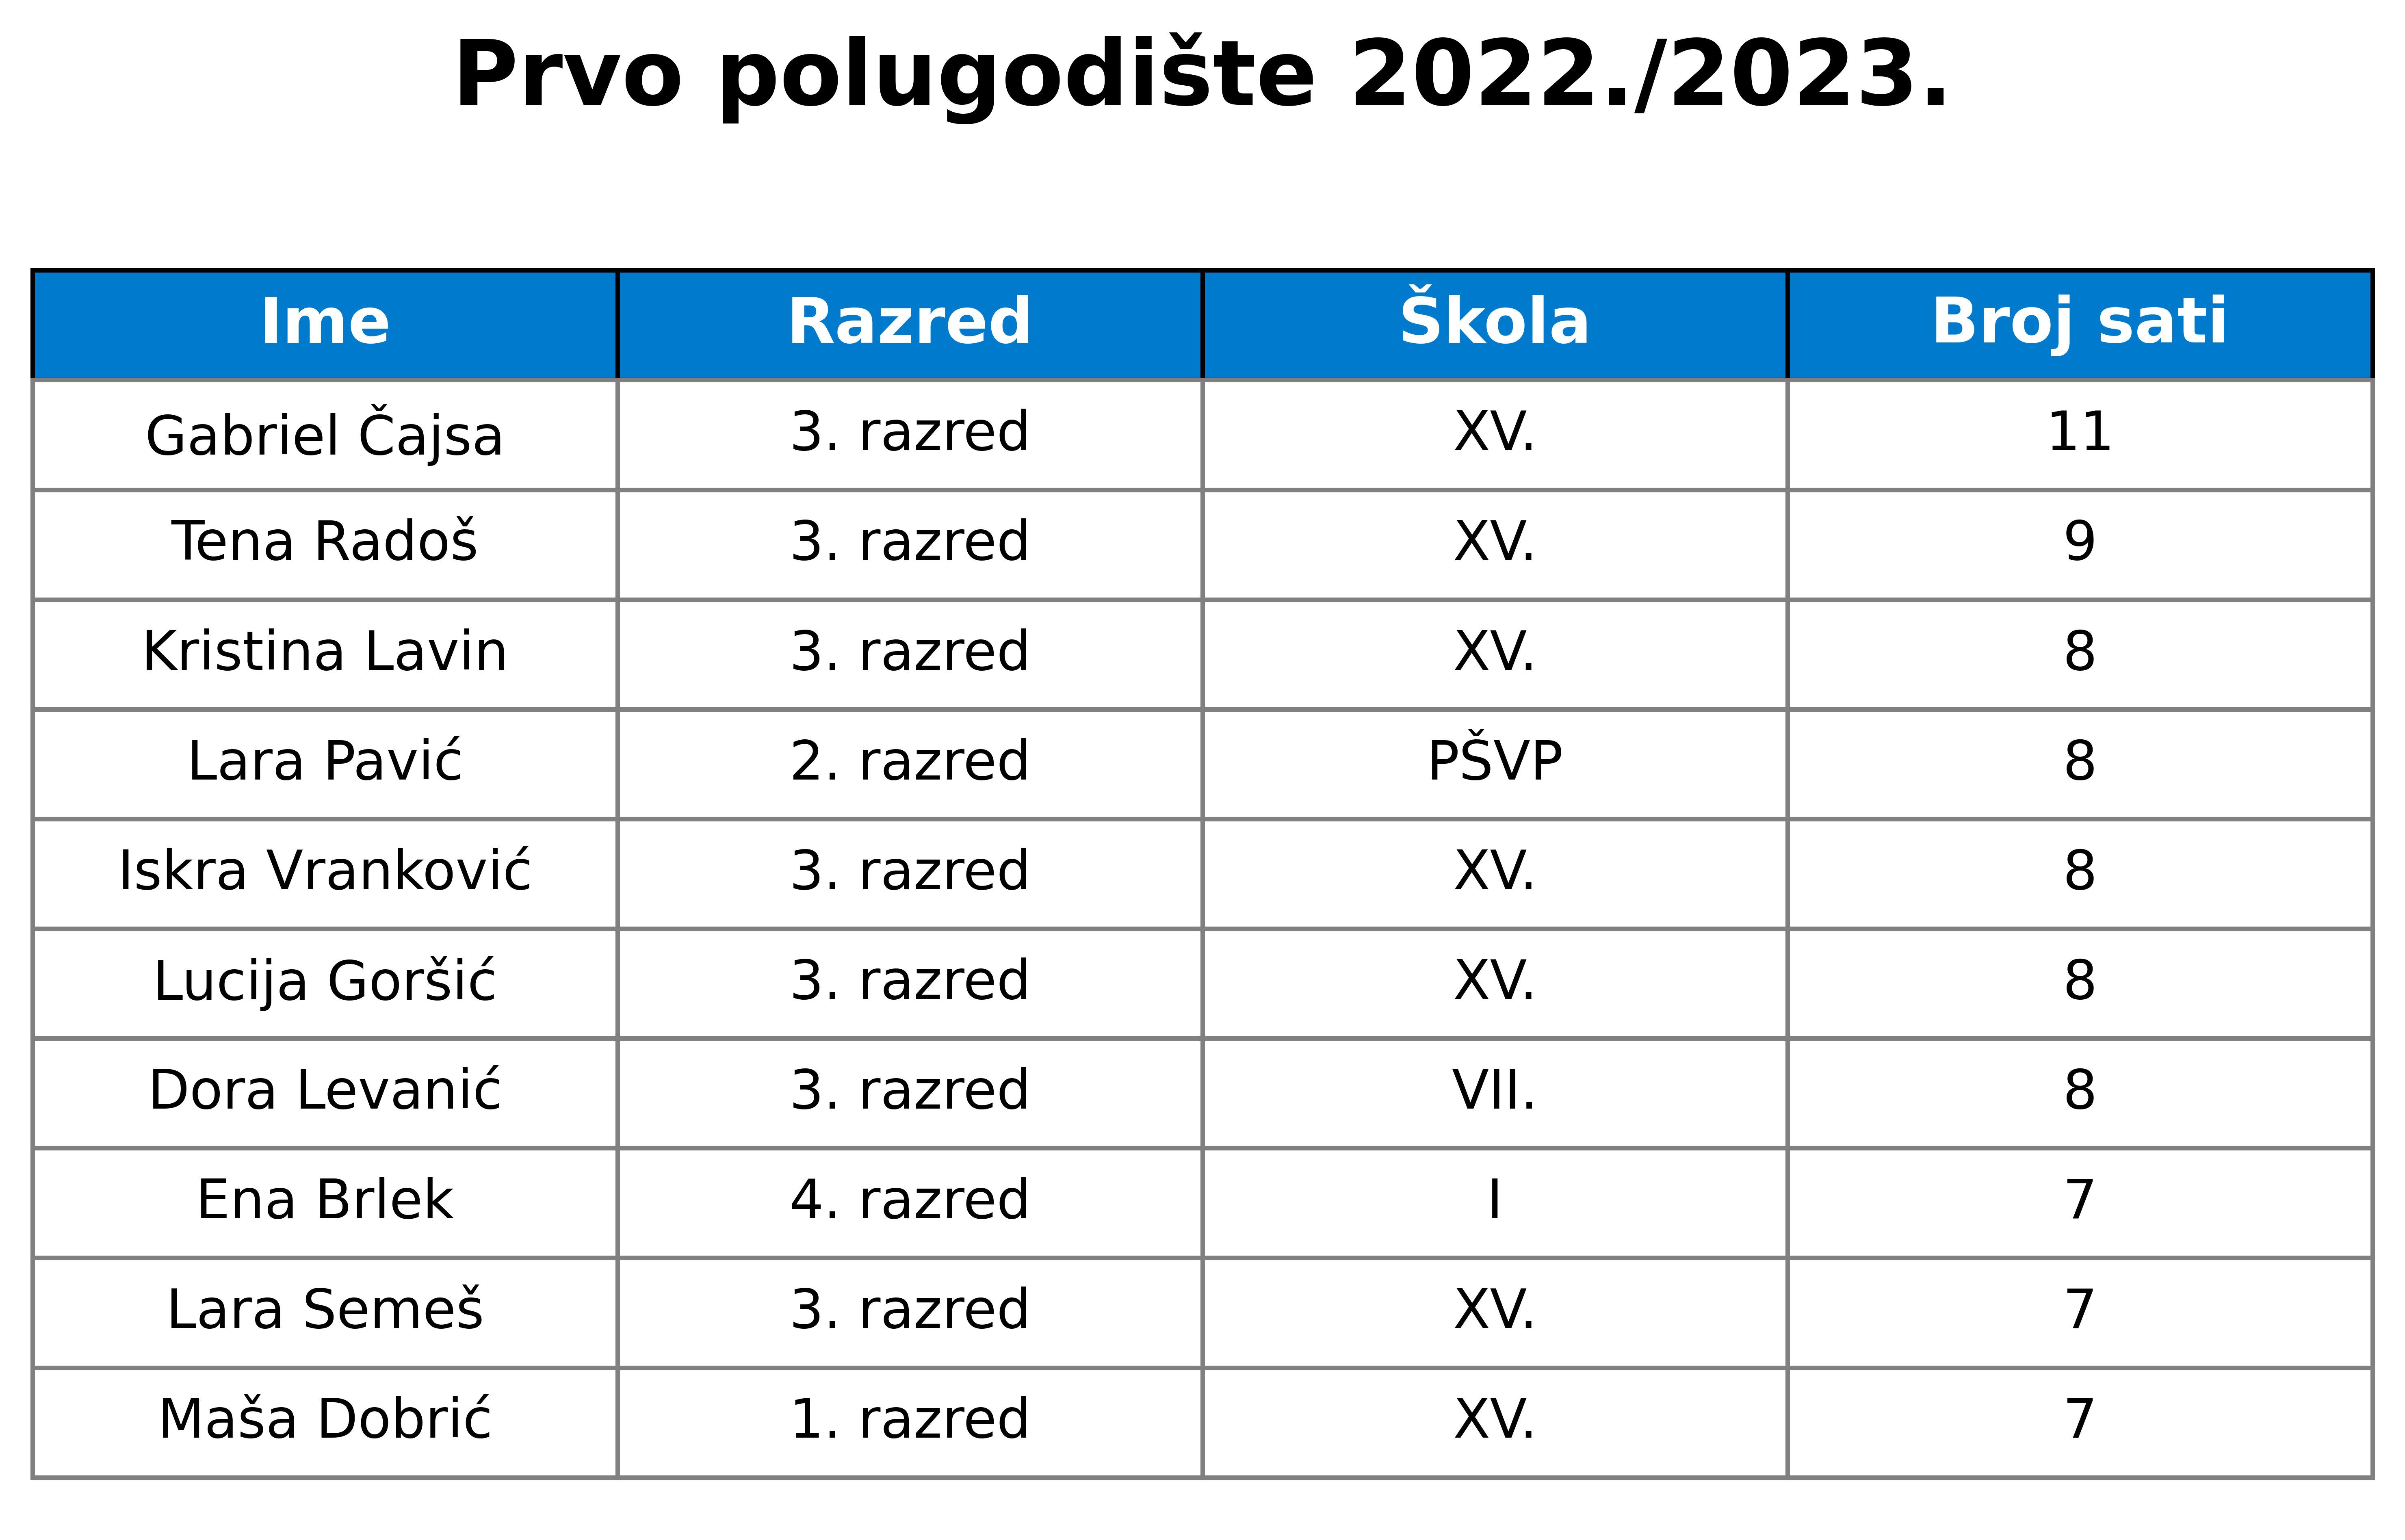 Prvo polugodište 2022./2023.
Ime Razred Škola Broj sati
Gabriel Čajsa 3. razred XV. 11
Tena Radoš 3. razred XV. 9
Kristina Lavin 3. razred XV. 8
Lara Pavić 2. razred PŠVP 8
Iskra Vranković 3. razred XV. 8
Lucija Goršić 3. razred XV. 8
Dora Levanić 3. razred VII. 8
Ena Brlek 4. razred I 7
Lara Semeš 3. razred XV. 7
Maša Dobrić 1. razred XV. 7